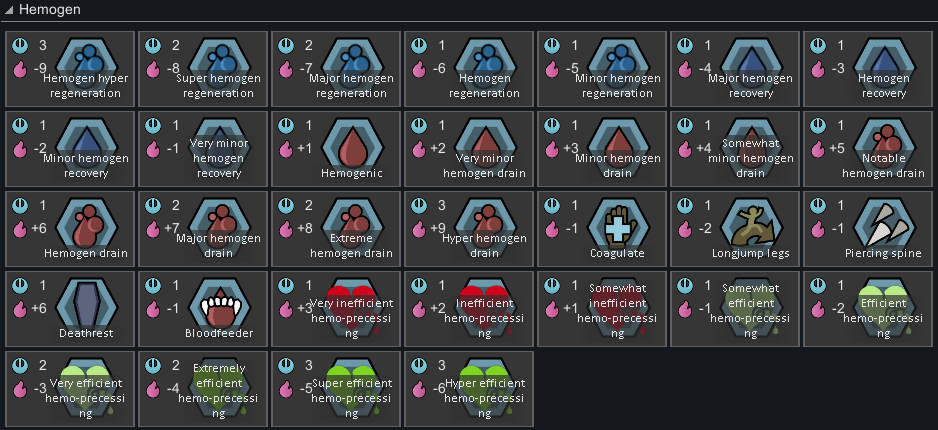 Hemogen
3
-9
Hemogen hyper
regeneration
2
-8
Super hemogen
regeneration
2
-7
Major hemogen
regeneration
1
-6
Hemogen
regeneration
1
-5
Minor hemogen
regeneration
1
-4
Major hemogen
recovery
1
-3
Hemogen
recovery
1
-2
Minor hemogen
recovery
1
-1
Very minor
hemogen
recovery
1
+1
Hemogenic
1
+2
Very minor
hemogen drain
1
+3
Minor hemogen
drain
1
+4
Somewhat
minor hemogen
drain
1
+5
Notable
hemogen drain
1
+6
Hemogen drain
2
+7
Major hemogen
drain
2
+8
Extreme
hemogen drain
3
+9
Hyper hemogen
drain
1
-1
Coagulate
1
-2
Longjump legs
1
-1
Piercing spine
1
+6
Deathrest
1
-1
Bloodfeeder
1
+3
Very inefficient
hemo-precessi
ng
1
+2
Inefficient
hemo-precessi
ng
1
+1
Somewhat
inefficient
hemo-precessi
ng
1
-1
Somewhat
efficient
hemo-precessi
ng
1
-2
Efficient
hemo-precessi
ng
2
-3
Very efficient
hemo-precessi
ng
2
-4
Extremely
efficient
hemo-precessi
ng
3
-5
Super efficient
hemo-precessi
ng
3
-6
Hyper efficient
hemo-precessi
ng